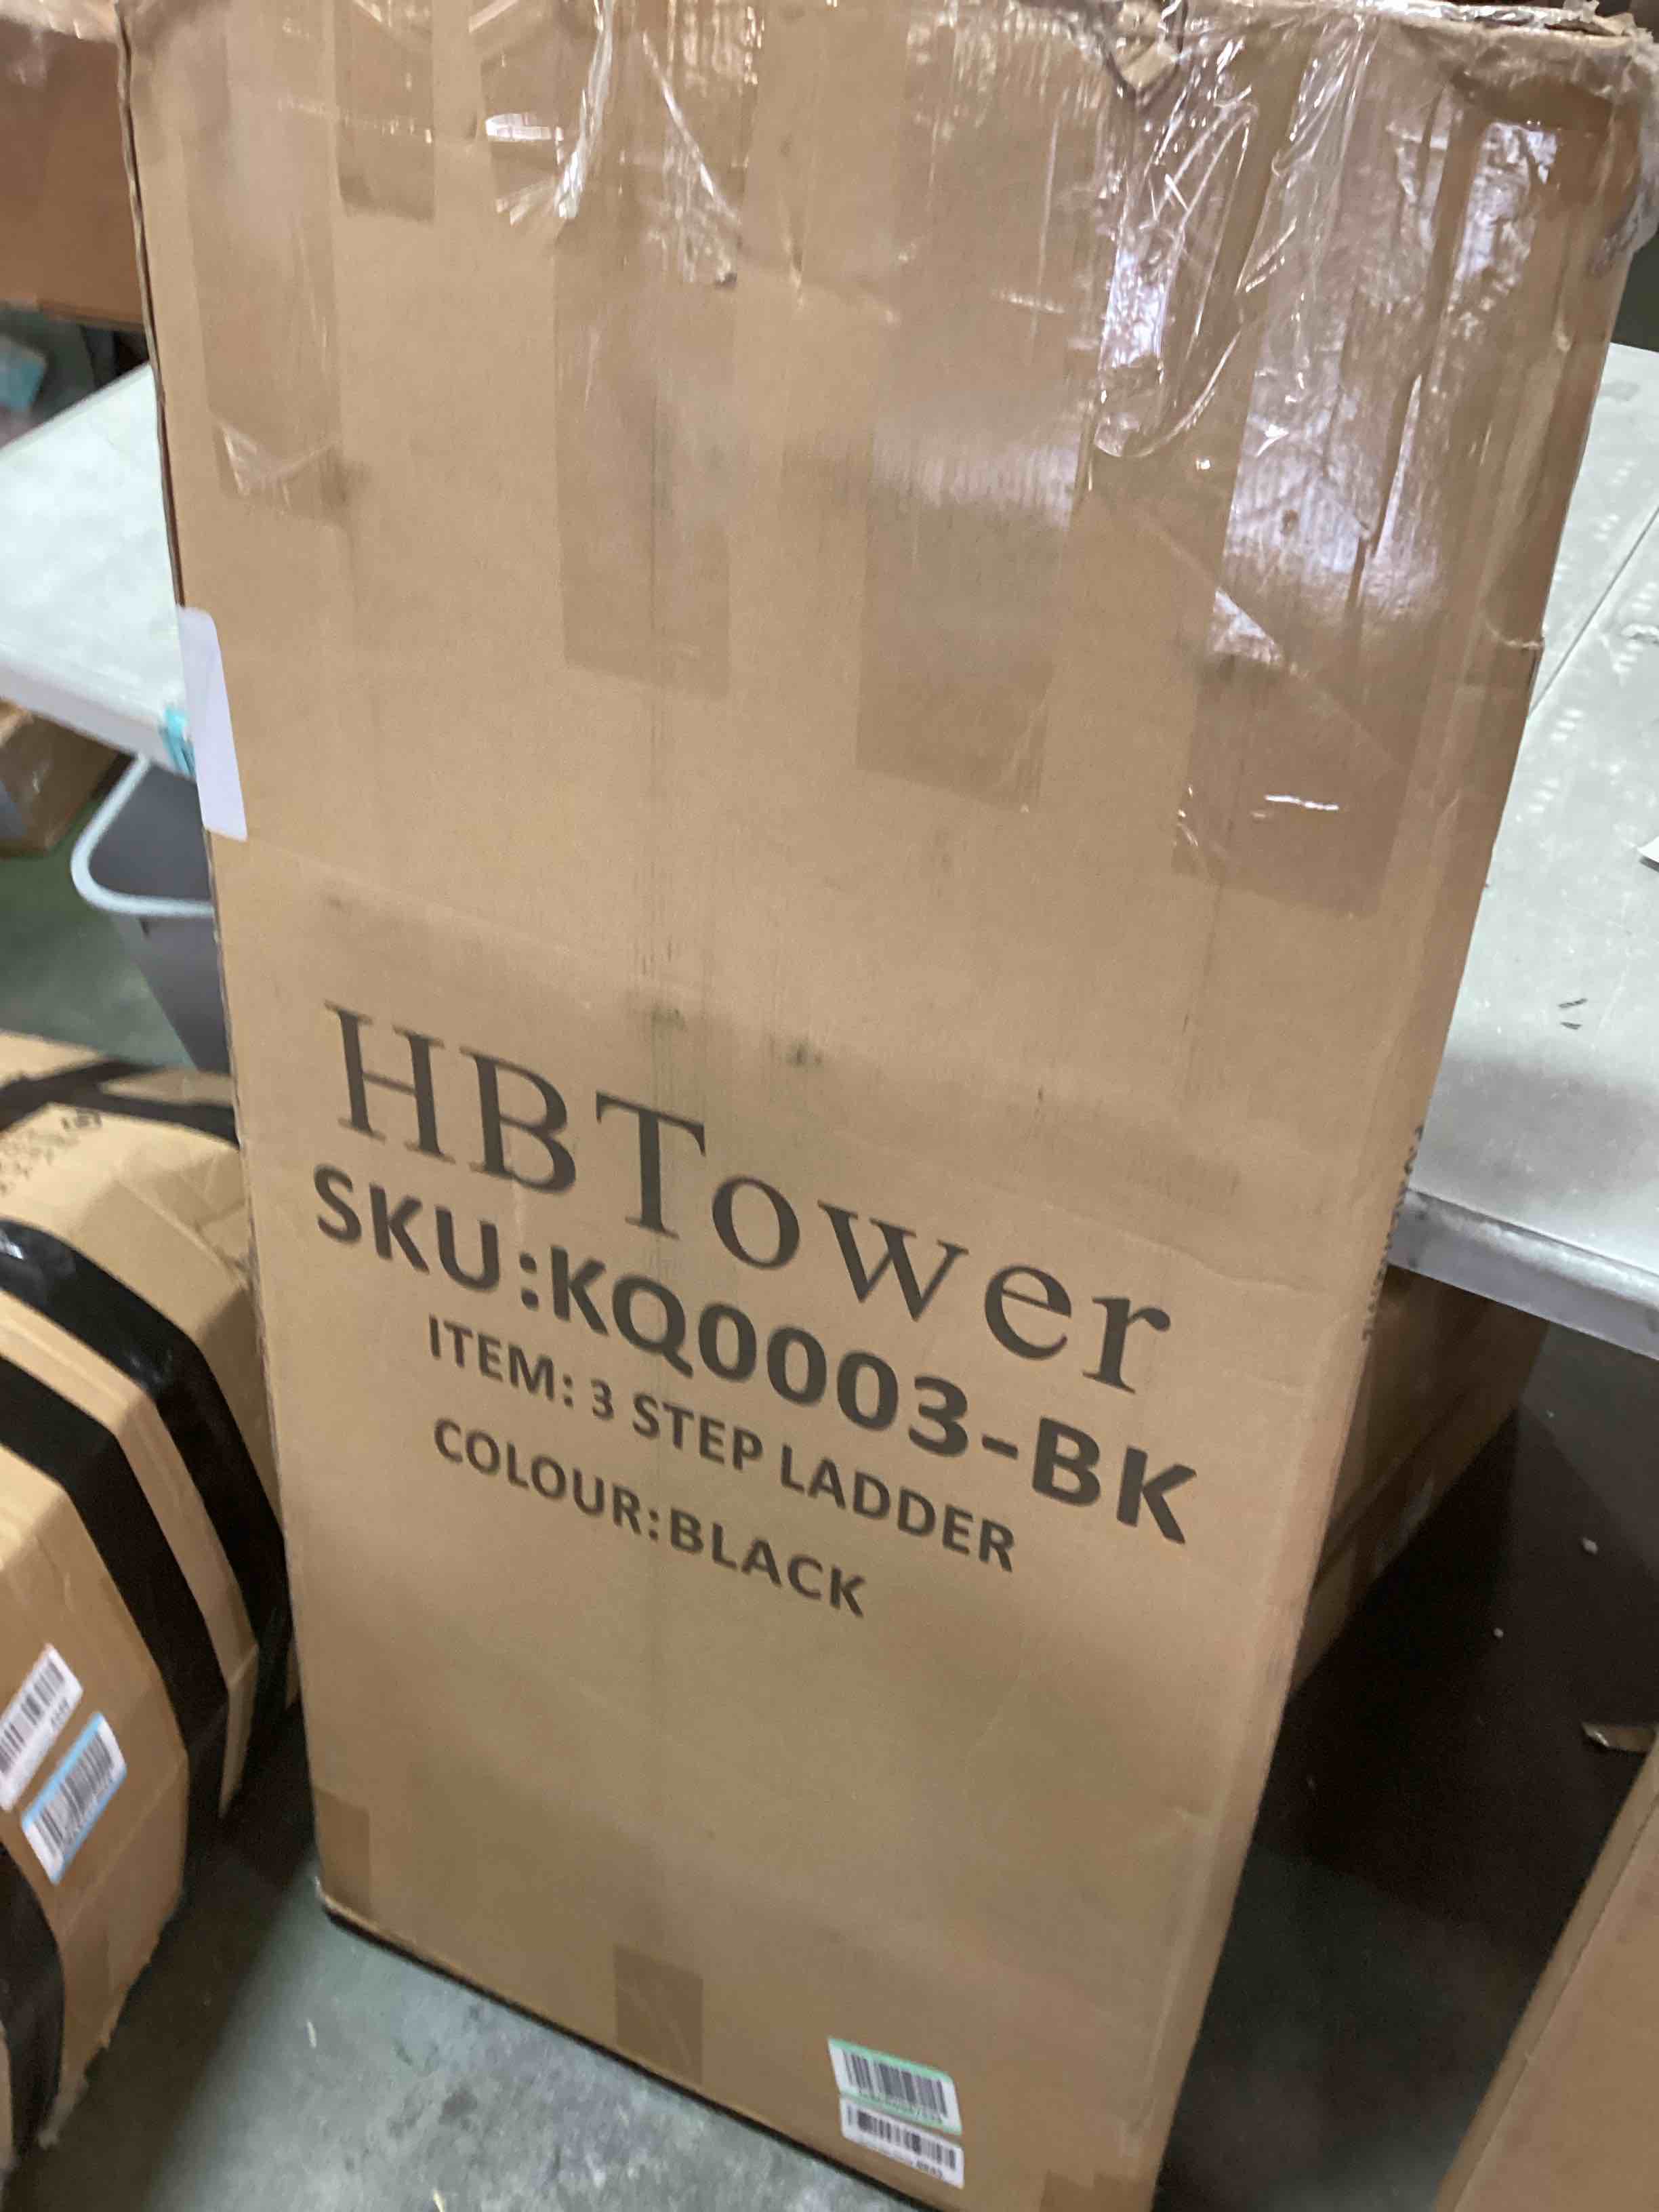 HBTower
SKU:KQ0003-BK
ITEM: 3 STEP LADDER
COLOUR:BLACK